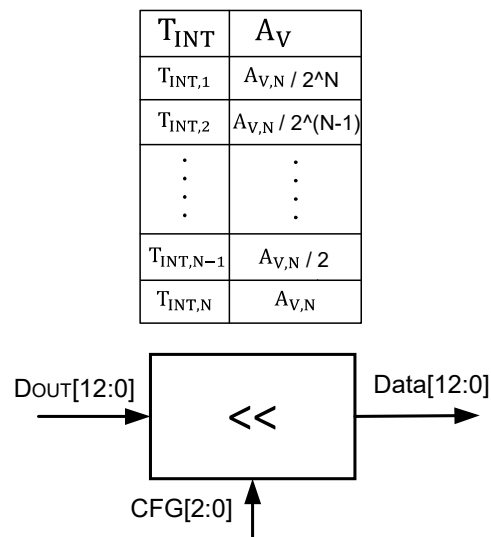 T_INT A_V
T_INT,1 A_V,N / 2^N
T_INT,2 A_V,N / 2^(N-1)
T_INT,N−1 A_V,N / 2
T_INT,N A_V,N
DOUT[12:0]
<<
Data[12:0]
CFG[2:0]